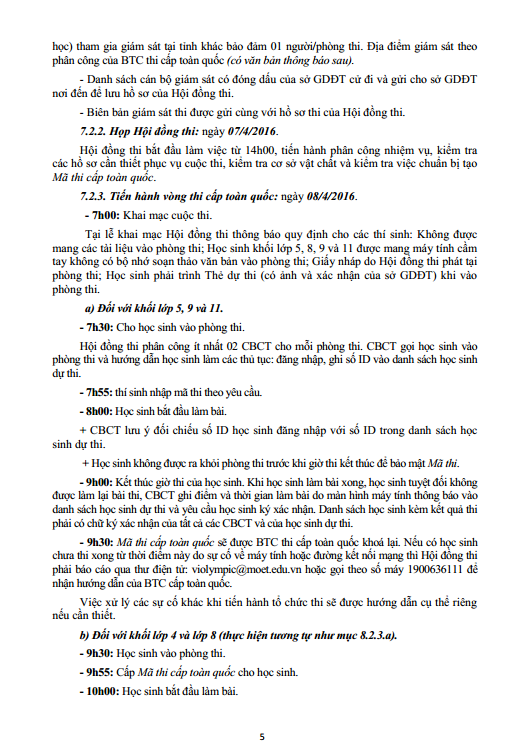 học) tham gia giám sát tại tỉnh khác bảo đảm 01 người/phòng thi. Địa điểm giám sát theo
phân công của BTC thi cấp toàn quốc (có văn bản thông báo sau).
- Danh sách cán bộ giám sát có đóng dấu của sở GDĐT cử đi và gửi cho sở GDĐT
nơi đến để lưu hồ sơ của Hội đồng thi.
- Biên bản giám sát thi được gửi cùng với hồ sơ thi của Hội đồng thi.
7.2.2. Họp Hội đồng thi: ngày 07/4/2016.
Hội đồng thi bắt đầu làm việc từ 14h00, tiến hành phân công nhiệm vụ, kiểm tra
các hồ sơ cần thiết phục vụ cuộc thi, kiểm tra cơ sở vật chất và kiểm tra việc chuẩn bị tạo
Mã thi cấp toàn quốc.
7.2.3. Tiến hành vòng thi cấp toàn quốc: ngày 08/4/2016.
- 7h00: Khai mạc cuộc thi.
Tại lễ khai mạc Hội đồng thi thông báo quy định cho các thí sinh: Không được
mang các tài liệu vào phòng thi; Học sinh khối lớp 5, 8, 9 và 11 được mang máy tính cầm
tay không có bộ nhớ soạn thảo văn bản vào phòng thi; Giấy nháp do Hội đồng thi phát tại
phòng thi; Học sinh phải trình Thẻ dự thi (có ảnh và xác nhận của sở GDĐT) khi vào
phòng thi.
a) Đối với khối lớp 5, 9 và 11.
- 7h30: Cho học sinh vào phòng thi.
Hội đồng thi phân công ít nhất 02 CBCT cho mỗi phòng thi. CBCT gọi học sinh vào
phòng thi và hướng dẫn học sinh làm các thủ tục: đăng nhập, ghi số ID vào danh sách học sinh
dự thi.
- 7h55: thí sinh nhập mã thi theo yêu cầu.
- 8h00: Học sinh bắt đầu làm bài.
+ CBCT lưu ý đối chiếu số ID học sinh đăng nhập với số ID trong danh sách học
sinh dự thi.
+ Học sinh không được ra khỏi phòng thi trước khi giờ thi kết thúc để bảo mật Mã thi.
- 9h00: Kết thúc giờ thi của học sinh. Khi học sinh làm bài xong, học sinh tuyệt đối không
được làm lại bài thi, CBCT ghi điểm và thời gian làm bài do màn hình máy tính thông báo vào
danh sách học sinh dự thi và yêu cầu học sinh ký xác nhận. Danh sách học sinh kèm kết quả thi
phải có chữ ký xác nhận của tất cả các CBCT và của học sinh dự thi.
- 9h30: Mã thi cấp toàn quốc sẽ được BTC thi cấp toàn quốc khoá lại. Nếu có học sinh
chưa thi xong từ thời điểm này do sự cố về máy tính hoặc đường kết nối mạng thì Hội đồng thi
phải báo cáo qua thư điện tử: violympic@moet.edu.vn hoặc gọi theo số máy 1900636111 để
nhận hướng dẫn của BTC cấp toàn quốc.
Việc xử lý các sự cố khác khi tiến hành tổ chức thi sẽ được hướng dẫn cụ thể riêng
nếu cần thiết.
b) Đối với khối lớp 4 và lớp 8 (thực hiện tương tự như mục 8.2.3.a).
- 9h30: Học sinh vào phòng thi.
- 9h55: Cấp Mã thi cấp toàn quốc cho học sinh.
- 10h00: Học sinh bắt đầu làm bài.
5